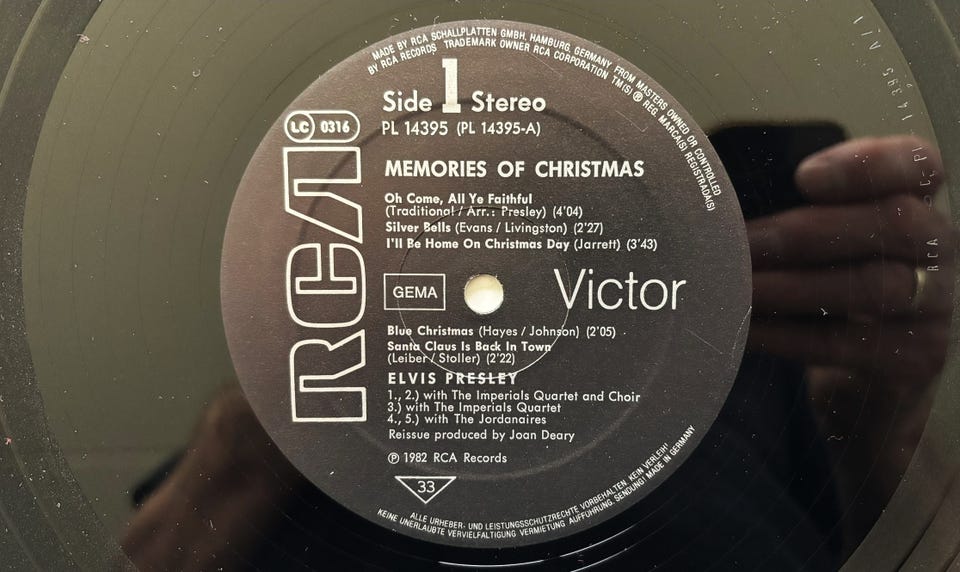 MADE BY RCA SCHALLPLATTEN GMBH, HAMBURG, GERMANY FROM MASTERS OWNED OR CONTROLLED
BY RCA RECORDS TRADEMARK OWNER RCA CORPORATION TM(S) ® REG. MARCA(S) REGISTRADA(S)
Side 1 Stereo
PL 14395 (PL 14395-A)
LC 0316
RCA
MEMORIES OF CHRISTMAS
Oh Come, All Ye Faithful
(Traditional / Arr.: Presley) (4'04)
Silver Bells (Evans / Livingston) (2'27)
I'll Be Home On Christmas Day (Jarrett) (3'43)
GEMA
Victor
Blue Christmas (Hayes / Johnson) (2'05)
Santa Claus Is Back In Town
(Leiber / Stoller) (2'22)
ELVIS PRESLEY
1., 2.) with The Imperials Quartet and Choir
3.) with The Imperials Quartet
4., 5.) with The Jordanaires
Reissue produced by Joan Deary
℗ 1982 RCA Records
33
ALLE URHEBER- UND LEISTUNGSSCHUTZRECHTE VORBEHALTEN. KEIN VERLEIH!
KEINE UNERLAUBTE VERVIELFÄLTIGUNG, VERMIETUNG, AUFFÜHRUNG, SENDUNG! MADE IN GERMANY